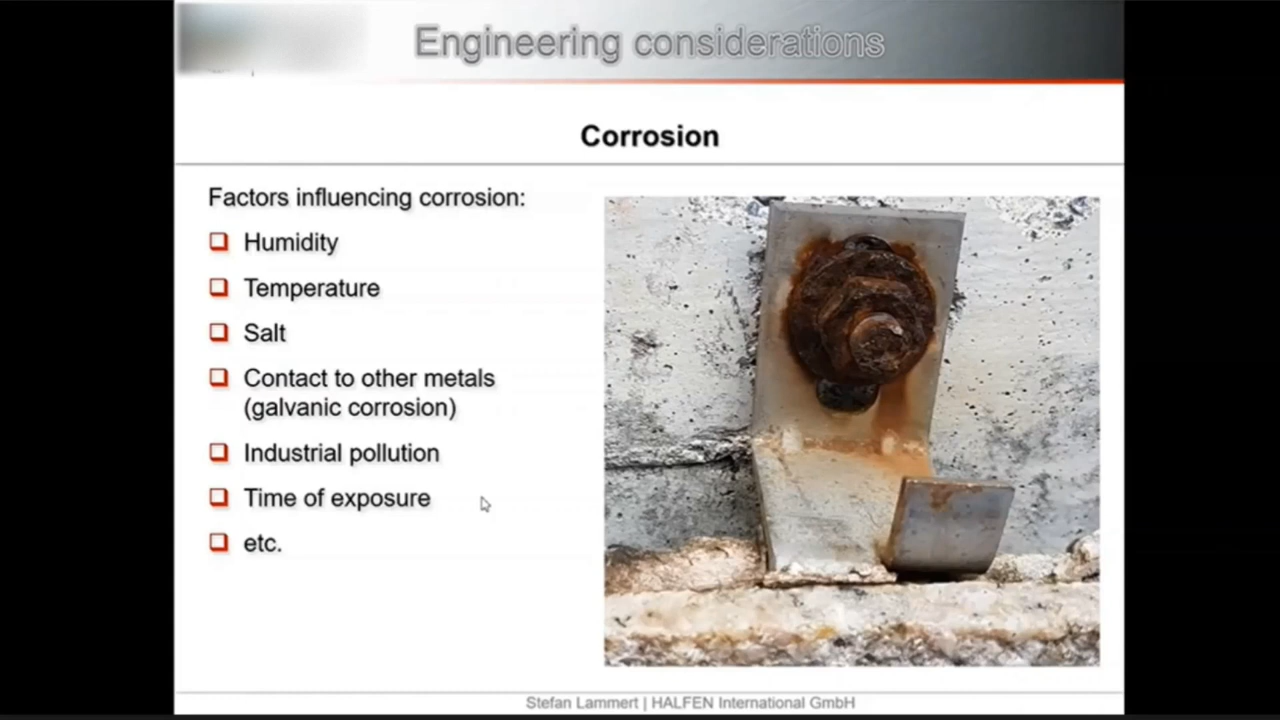 Engineering considerations
Corrosion
Factors influencing corrosion:
Humidity
Temperature
Salt
Contact to other metals
(galvanic corrosion)
Industrial pollution
Time of exposure
etc.
Stefan Lammert | HALFEN International GmbH